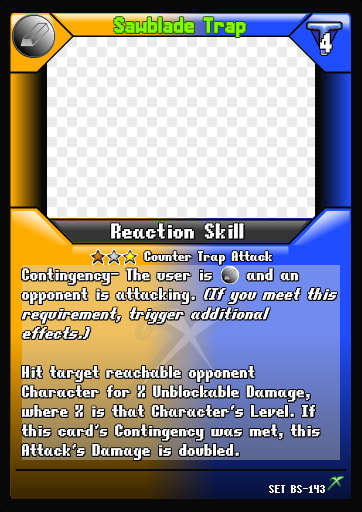 Sawblade Trap
4
Reaction Skill
Counter Trap Attack
Contingency- The user is and an
opponent is attacking. (If you meet this
requirement, trigger additional
effects.)
Hit target reachable opponent
Character for X Unblockable Damage,
where X is that Character's Level. If
this card's Contingency was met, this
Attack's Damage is doubled.
SET BS-143